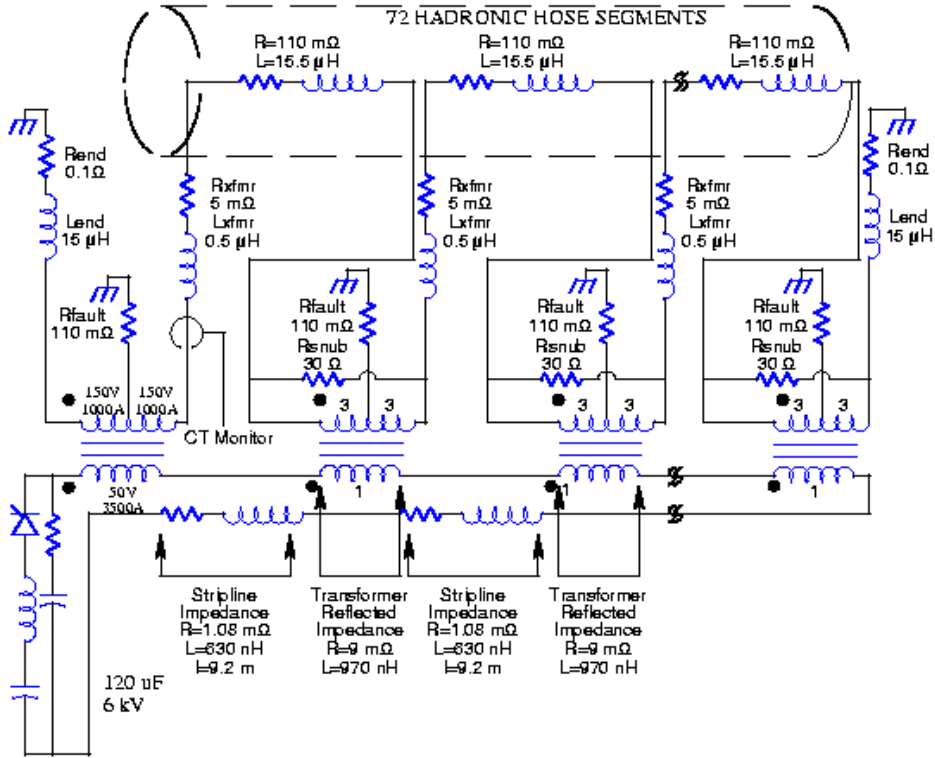 72 HADRONIC HOSE SEGMENTS
R=110 mΩ
L=15.5 µH
R=110 mΩ
L=15.5 µH
R=110 mΩ
L=15.5 µH
Rend
0.1Ω
Lend
15 µH
Rxfmr
5 mΩ
Lxfmr
0.5 µH
Rxfmr
5 mΩ
Lxfmr
0.5 µH
Rxfmr
5 mΩ
Lxfmr
0.5 µH
Rend
0.1Ω
Lend
15 µH
Rfault
110 mΩ
Rfault
110 mΩ
Rsnub
30 Ω
Rfault
110 mΩ
Rsnub
30 Ω
Rfault
110 mΩ
Rsnub
30 Ω
150V
1000A
150V
1000A
CT Monitor
3 3
3 3
3 3
50V
3500A
1
1
1
Stripline
Impedance
R=1.08 mΩ
L=630 nH
l=9.2 m
Transformer
Reflected
Impedance
R=9 mΩ
L=970 nH
Stripline
Impedance
R=1.08 mΩ
L=630 nH
l=9.2 m
Transformer
Reflected
Impedance
R=9 mΩ
L=970 nH
120 uF
6 kV